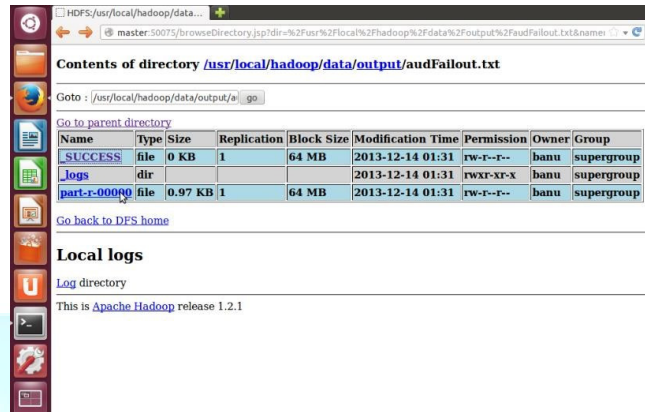 HDFS:/usr/local/hadoop/data...
master:50075/browseDirectory.jsp?dir=%2Fusr%2Flocal%2Fhadoop%2Fdata%2Foutput%2FaudFailout.txt&namei
Contents of directory /usr/local/hadoop/data/output/audFailout.txt
Goto : /usr/local/hadoop/data/output/a go
Go to parent directory
Name Type Size Replication Block Size Modification Time Permission Owner Group
_SUCCESS file 0 KB 1 64 MB 2013-12-14 01:31 rw-r--r-- banu supergroup
_logs dir 2013-12-14 01:31 rwxr-xr-x banu supergroup
part-r-00000 file 0.97 KB 1 64 MB 2013-12-14 01:31 rw-r--r-- banu supergroup
Go back to DFS home
Local logs
Log directory
This is Apache Hadoop release 1.2.1